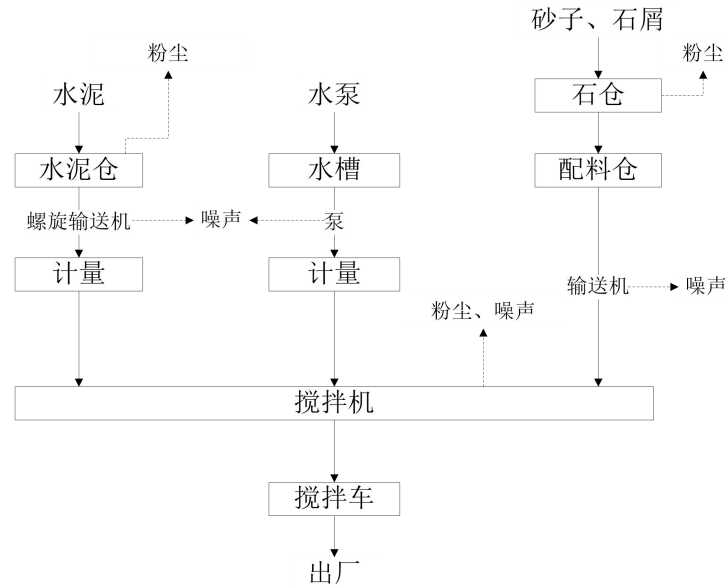 砂子、石屑
粉尘
粉尘
水泥
水泵
石仓
水泥仓
水槽
配料仓
螺旋输送机
噪声
泵
计量
计量
输送机
噪声
粉尘、噪声
搅拌机
搅拌车
出厂